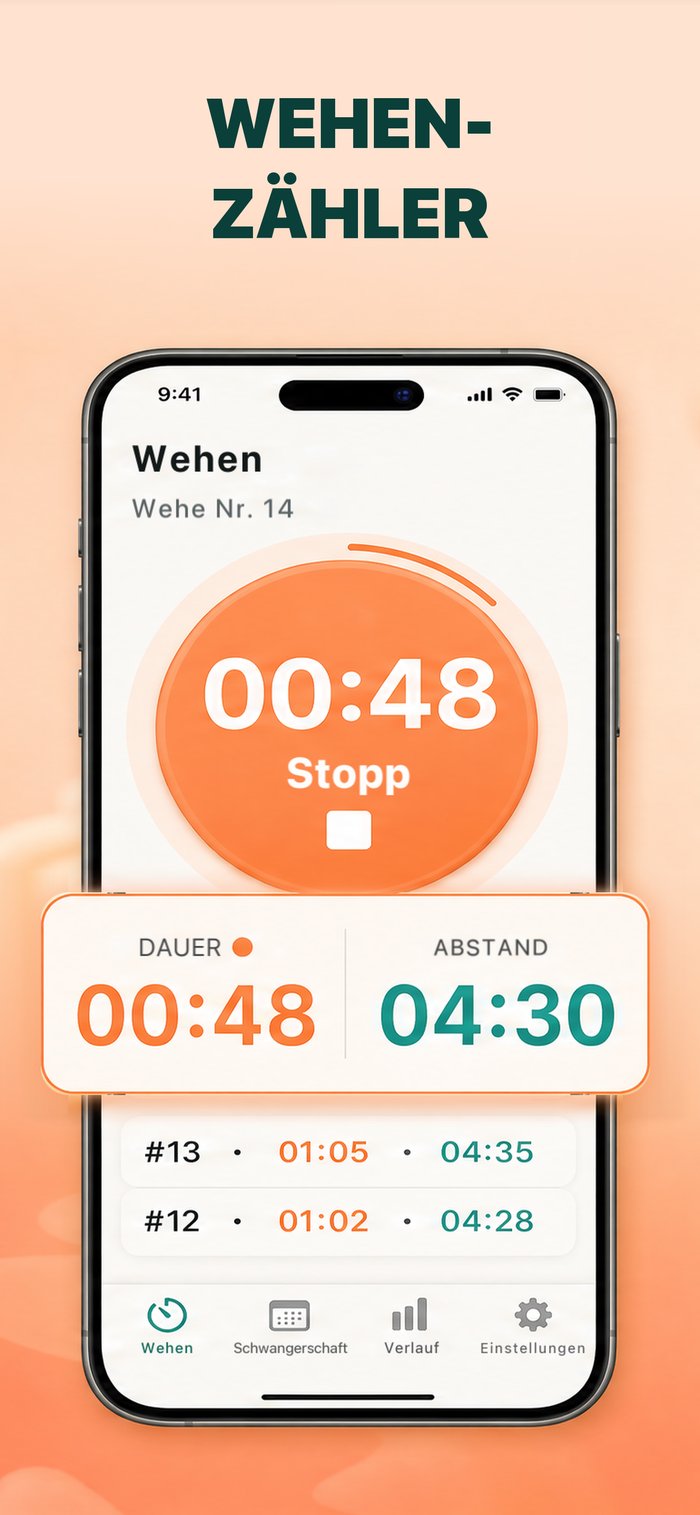 WEHEN-
ZÄHLER
9:41
Wehen
Wehe Nr. 14
00:48
Stopp
DAUER ABSTAND
00:48 04:30
#13 • 01:05 • 04:35
#12 • 01:02 • 04:28
Wehen Schwangerschaft Verlauf Einstellungen